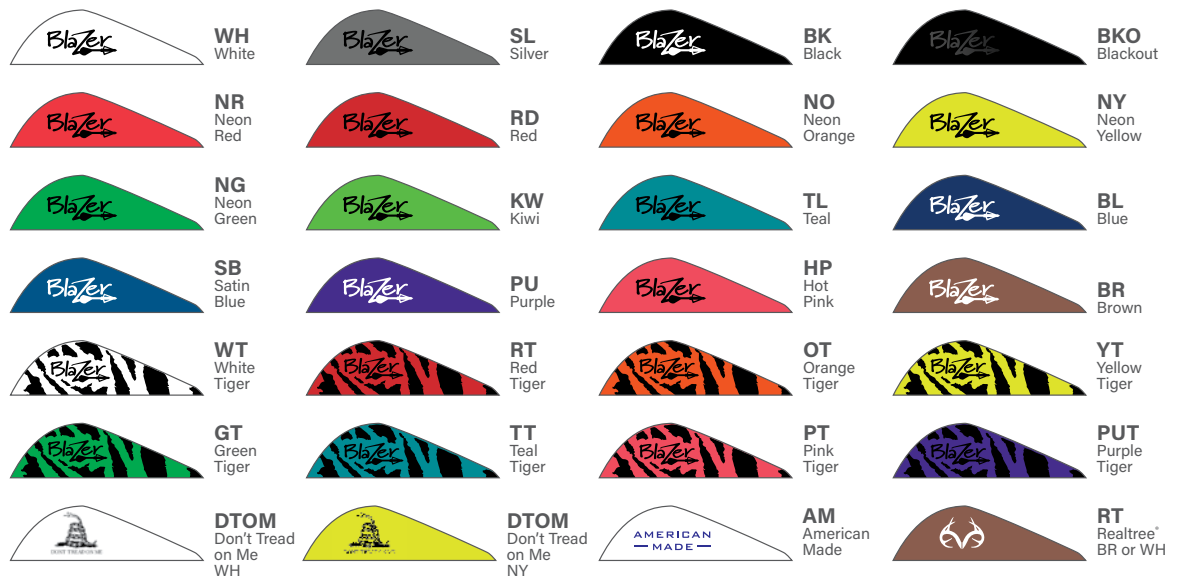 Blazer
WH
White
Blazer
SL
Silver
Blazer
BK
Black
Blazer
BKO
Blackout
Blazer
NR
Neon
Red
Blazer
RD
Red
Blazer
NO
Neon
Orange
Blazer
NY
Neon
Yellow
Blazer
NG
Neon
Green
Blazer
KW
Kiwi
Blazer
TL
Teal
Blazer
BL
Blue
Blazer
SB
Satin
Blue
Blazer
PU
Purple
Blazer
HP
Hot
Pink
Blazer
BR
Brown
Blazer
WT
White
Tiger
Blazer
RT
Red
Tiger
Blazer
OT
Orange
Tiger
Blazer
YT
Yellow
Tiger
Blazer
GT
Green
Tiger
Blazer
TT
Teal
Tiger
Blazer
PT
Pink
Tiger
Blazer
PUT
Purple
Tiger
DONT TREAD ON ME
DTOM
Don't Tread
on Me
WH
DTOM
Don't Tread
on Me
NY
AMERICAN
MADE
AM
American
Made
RT
Realtree®
BR or WH